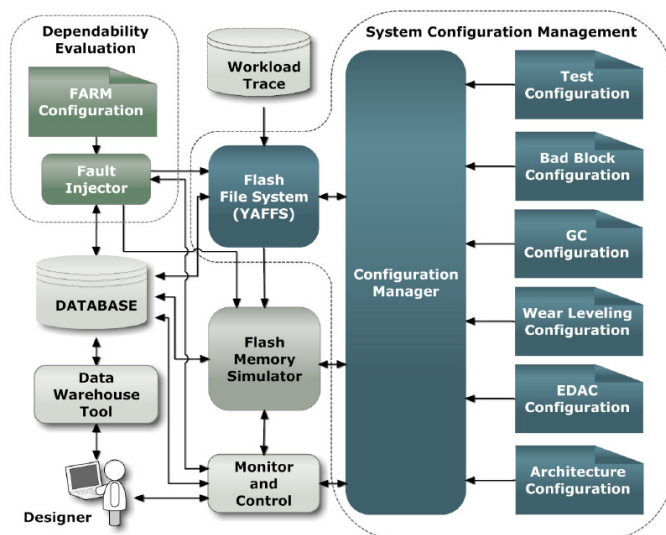 Dependability
Evaluation
FARM
Configuration
Fault
Injector
DATABASE
Data
Warehouse
Tool
Designer
Workload
Trace
Flash
File System
(YAFFS)
Flash
Memory
Simulator
Monitor
and
Control
System Configuration Management
Configuration
Manager
Test
Configuration
Bad Block
Configuration
GC
Configuration
Wear Leveling
Configuration
EDAC
Configuration
Architecture
Configuration